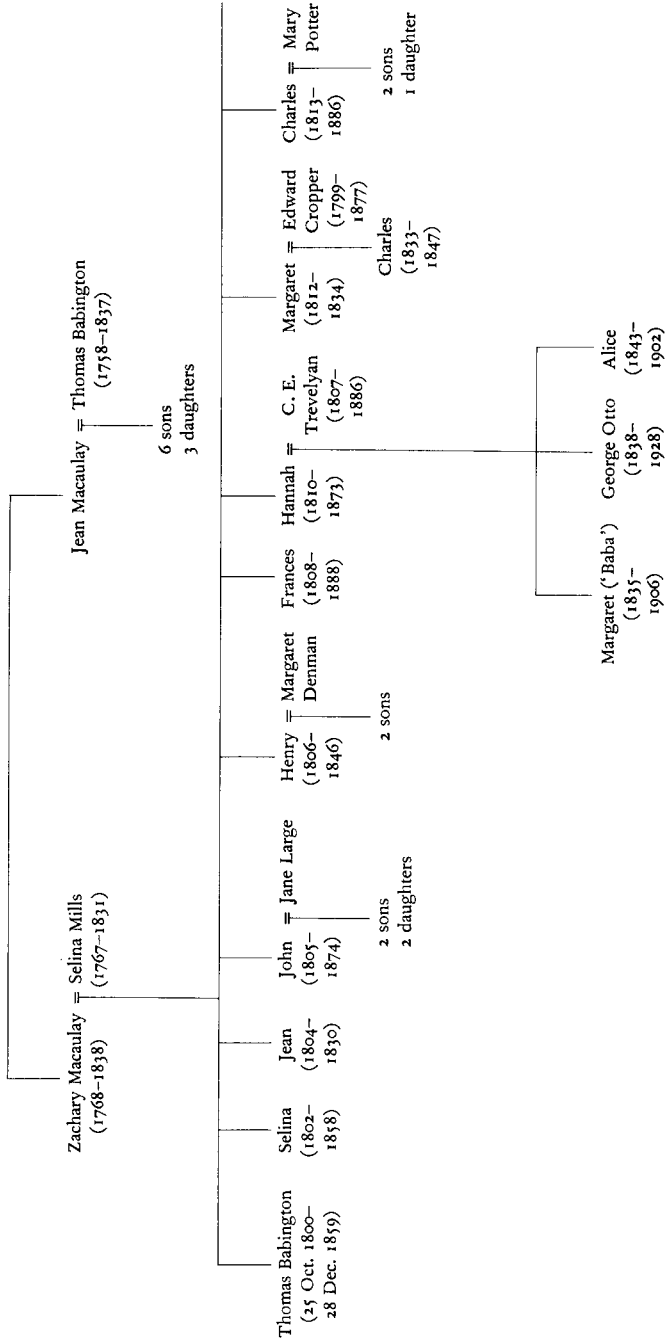 Zachary Macaulay = Selina Mills
(1768–1838) (1767–1831)
Jean Macaulay = Thomas Babington
(1758–1837)
6 sons
3 daughters
Thomas Babington
(25 Oct. 1800–
28 Dec. 1859)
Selina
(1802–
1858)
Jean
(1804–
1830)
John = Jane Large
(1805–
1874)
2 sons
2 daughters
Henry = Margaret
(1806– Denman
1846)
2 sons
Frances
(1808–
1888)
Hannah = C. E.
(1810– Trevelyan
1873) (1807–
1886)
Margaret = Edward
(1812– Cropper
1834) (1799–
1877)
Charles
(1833–
1847)
Charles = Mary
(1813– Potter
1886)
2 sons
1 daughter
Margaret ('Baba')
(1835–
1906)
George Otto
(1838–
1928)
Alice
(1843–
1902)